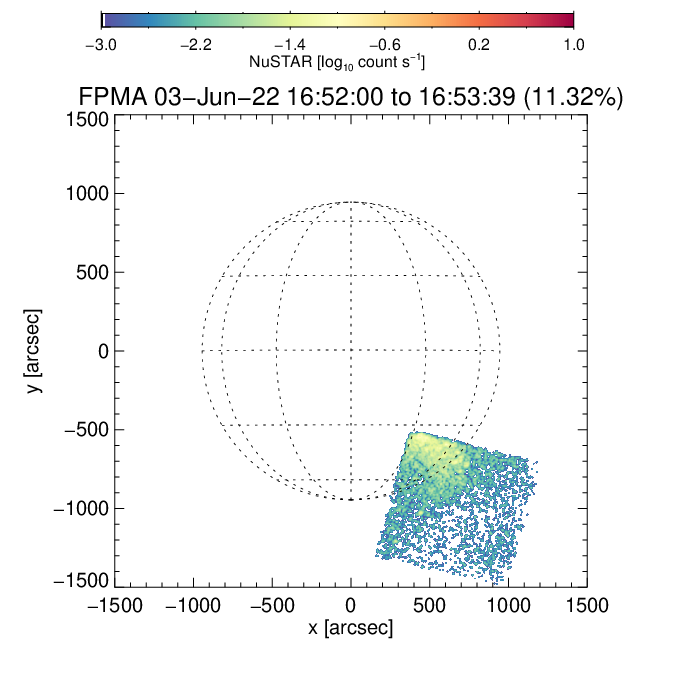 −3.0 −2.2 −1.4 −0.6 0.2 1.0
NuSTAR [log₁₀ count s⁻¹]
FPMA 03−Jun−22 16:52:00 to 16:53:39 (11.32%)
1500
1000
500
0
−500
−1000
−1500
y [arcsec]
−1500 −1000 −500 0 500 1000 1500
x [arcsec]